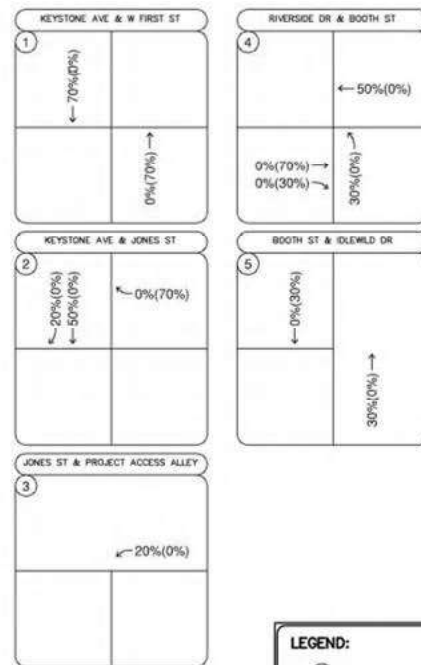 KEYSTONE AVE & W FIRST ST
1
70%(0%)
0%(70%)
KEYSTONE AVE & JONES ST
2
20%(0%)
50%(0%)
0%(70%)
JONES ST & PROJECT ACCESS ALLEY
3
20%(0%)
RIVERSIDE DR & BOOTH ST
4
50%(0%)
0%(70%)
0%(30%)
30%(0%)
BOOTH ST & IDLEWILD DR
5
0%(30%)
30%(0%)
LEGEND: